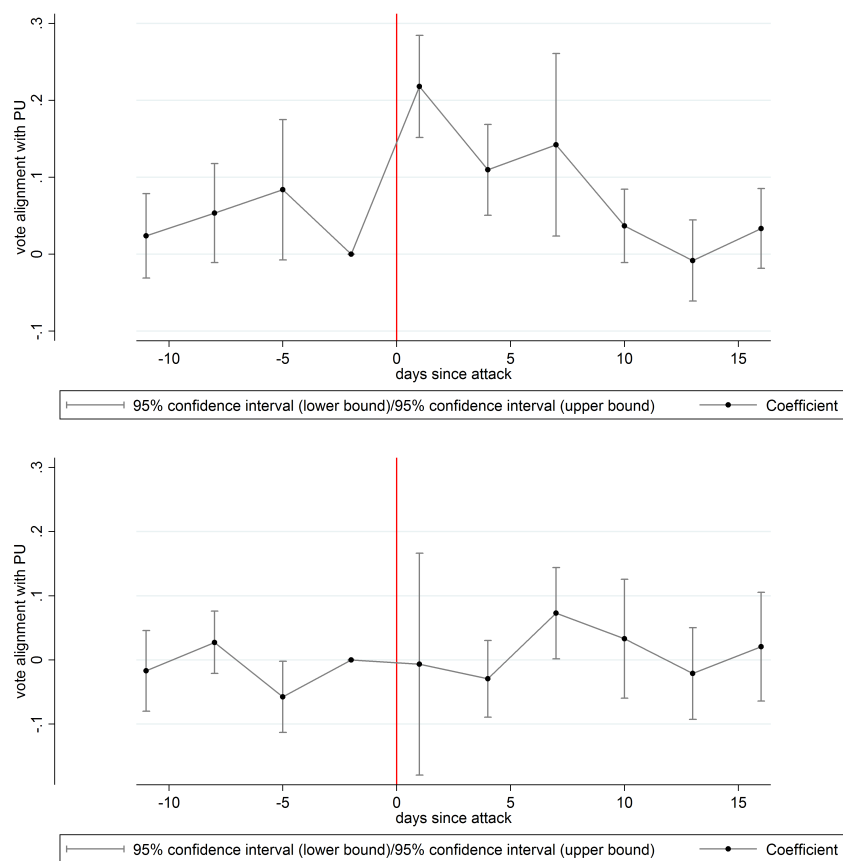 .3
.2
.1
0
-.1
vote alignment with PU
-10 -5 0 5 10 15
days since attack
95% confidence interval (lower bound)/95% confidence interval (upper bound) Coefficient
.3
.2
.1
0
-.1
vote alignment with PU
-10 -5 0 5 10 15
days since attack
95% confidence interval (lower bound)/95% confidence interval (upper bound) Coefficient